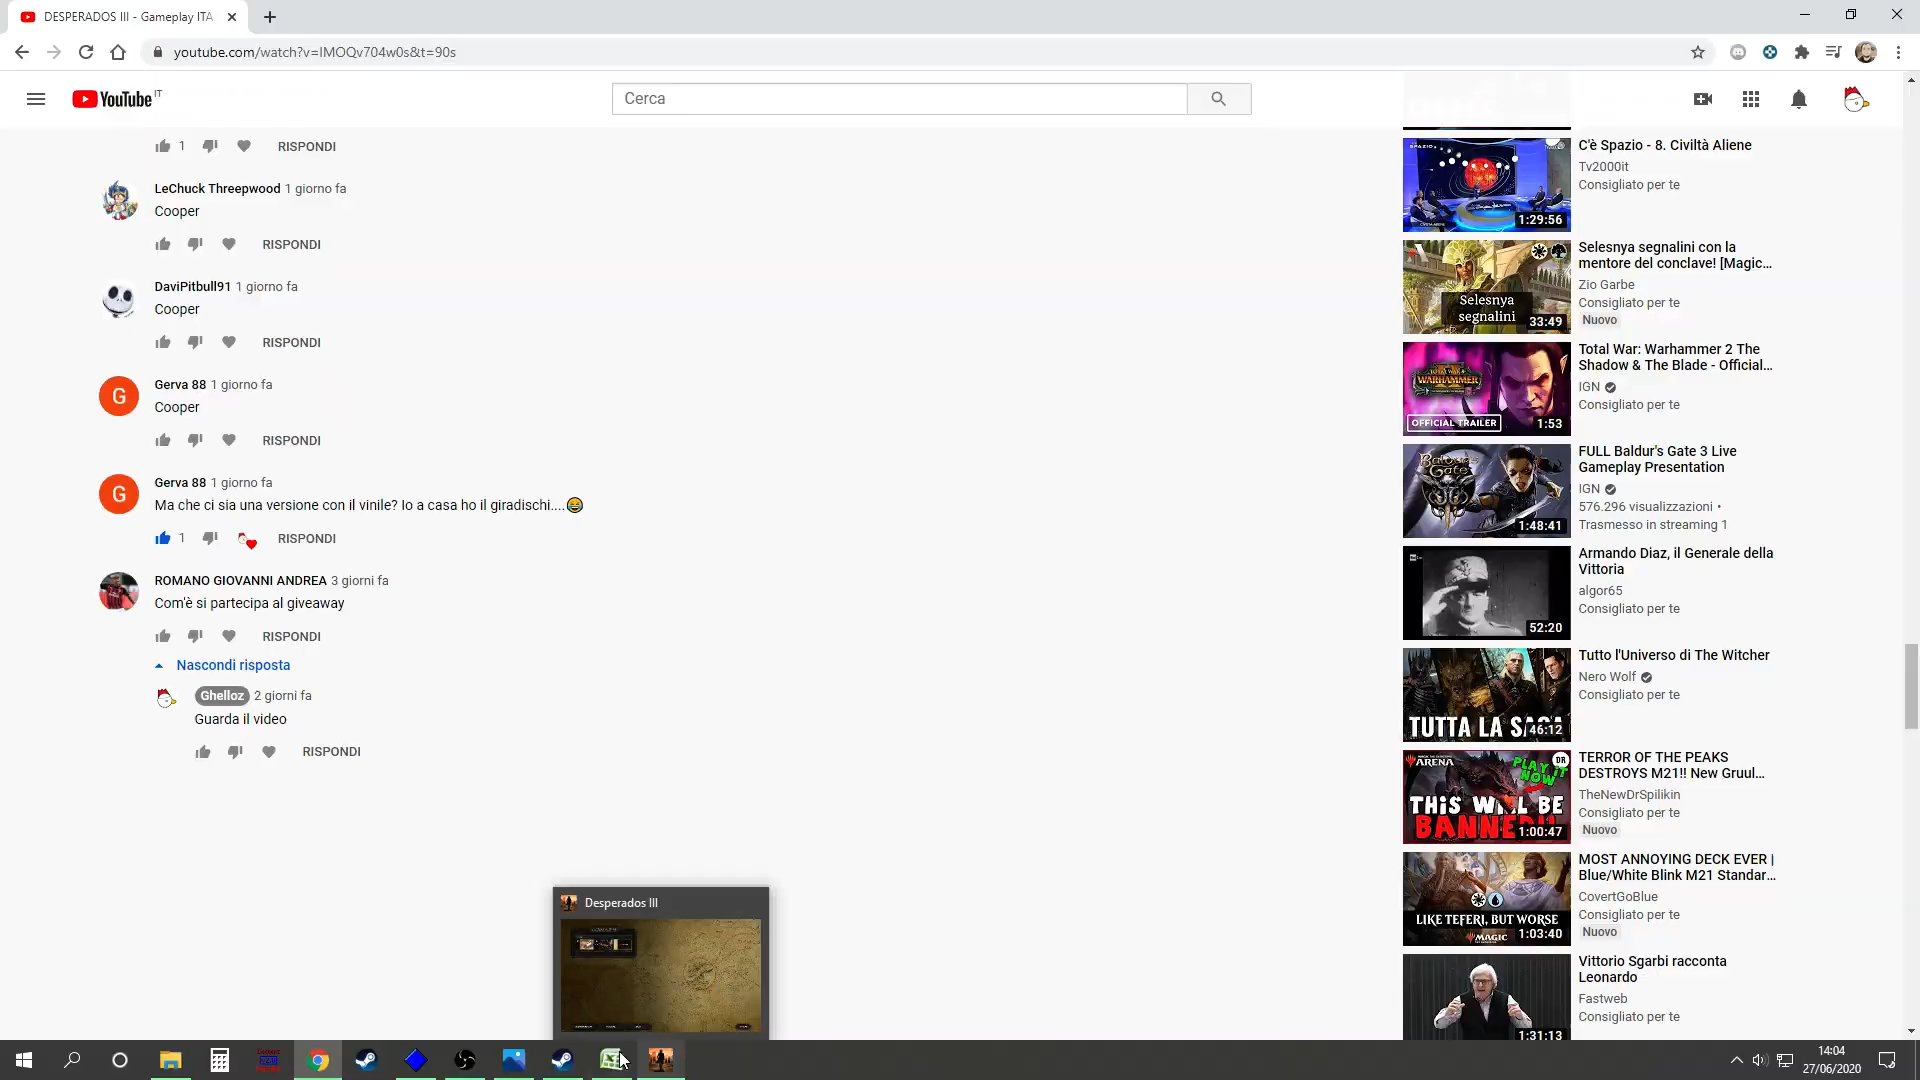 DESPERADOS III - Gameplay ITA
youtube.com/watch?v=IMOQv704w0s&t=90s
YouTube IT
Cerca
1
RISPONDI
LeChuck Threepwood 1 giorno fa
Cooper
RISPONDI
DaviPitbull91 1 giorno fa
Cooper
RISPONDI
G
Gerva 88 1 giorno fa
Cooper
RISPONDI
G
Gerva 88 1 giorno fa
Ma che ci sia una versione con il vinile? Io a casa ho il giradischi....
1
RISPONDI
ROMANO GIOVANNI ANDREA 3 giorni fa
Com'è si partecipa al giveaway
RISPONDI
Nascondi risposta
Ghelloz 2 giorni fa
Guarda il video
RISPONDI
SPAZIO
1:29:56
C'è Spazio - 8. Civiltà Aliene
Tv2000it
Consigliato per te
Selesnya
segnalini
33:49
Selesnya segnalini con la
mentore del conclave! [Magic...
Zio Garbe
Consigliato per te
Nuovo
TOTAL WAR
WARHAMMER
OFFICIAL TRAILER
1:53
Total War: Warhammer 2 The
Shadow & The Blade - Official...
IGN
Consigliato per te
Baldur's
Gate
1:48:41
FULL Baldur's Gate 3 Live
Gameplay Presentation
IGN
576.296 visualizzazioni •
Trasmesso in streaming 1
52:20
Armando Diaz, il Generale della
Vittoria
algor65
Consigliato per te
TUTTA LA SAGA
46:12
Tutto l'Universo di The Witcher
Nero Wolf
Consigliato per te
ARENA
DR
PLAY IT
NOW
THIS WILL BE
BANNED!!
1:00:47
TERROR OF THE PEAKS
DESTROYS M21!! New Gruul...
TheNewDrSpilikin
Consigliato per te
Nuovo
LIKE TEFERI, BUT WORSE
MAGIC
1:03:40
MOST ANNOYING DECK EVER |
Blue/White Blink M21 Standar...
CovertGoBlue
Consigliato per te
Nuovo
1:31:13
Vittorio Sgarbi racconta
Leonardo
Fastweb
Consigliato per te
Desperados III
14:04
27/06/2020